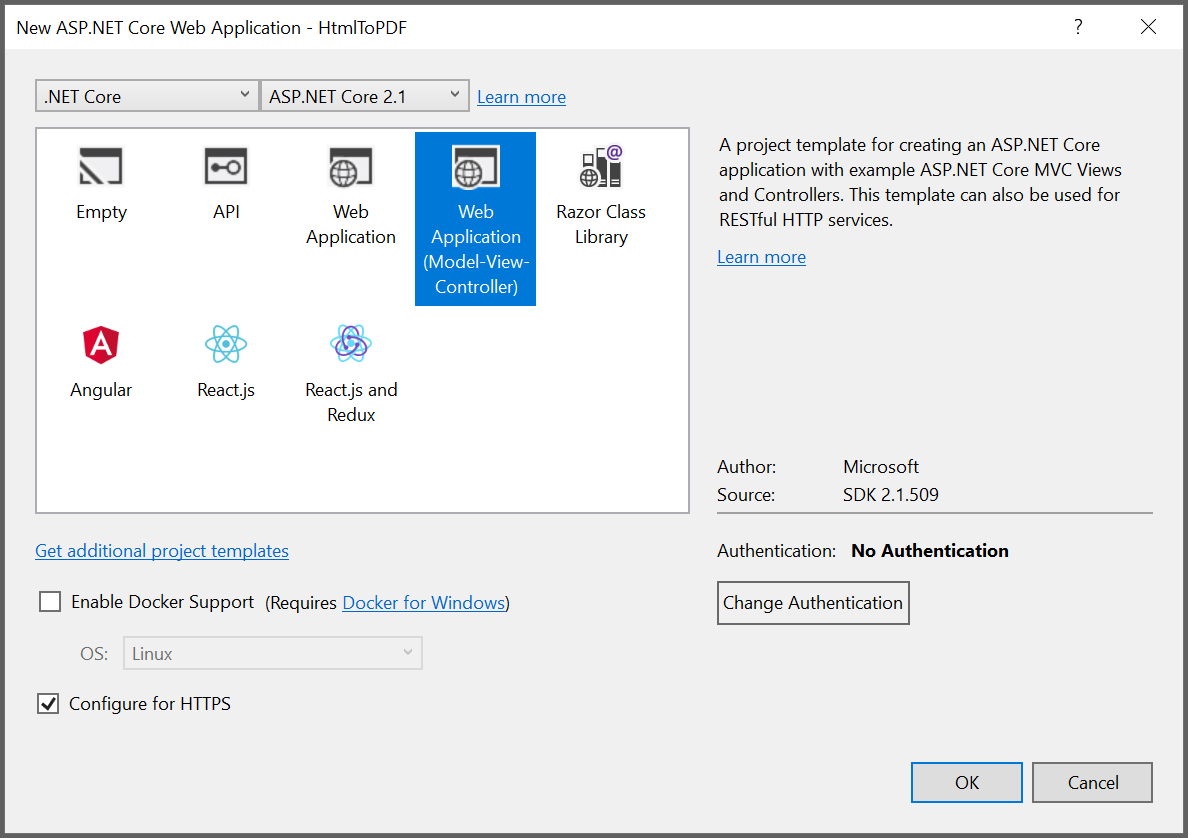 New ASP.NET Core Web Application - HtmlToPDF
?
.NET Core
ASP.NET Core 2.1
Learn more
Empty
API
Web
Application
Web
Application
(Model-View-
Controller)
@
Razor Class
Library
A
Angular
React.js
React.js and
Redux
A project template for creating an ASP.NET Core
application with example ASP.NET Core MVC Views
and Controllers. This template can also be used for
RESTful HTTP services.
Learn more
Author: Microsoft
Source: SDK 2.1.509
Get additional project templates
Authentication: No Authentication
Enable Docker Support (Requires Docker for Windows)
Change Authentication
OS: Linux
Configure for HTTPS
OK
Cancel